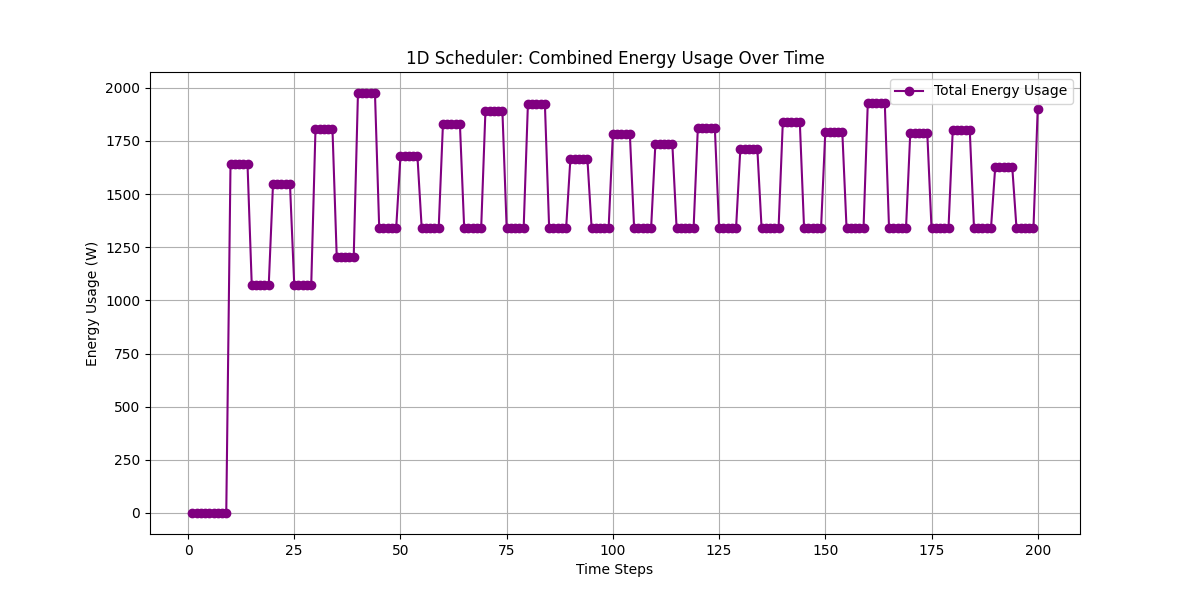 1D Scheduler: Combined Energy Usage Over Time
Total Energy Usage
Energy Usage (W)
2000
1750
1500
1250
1000
750
500
250
0
0 25 50 75 100 125 150 175 200
Time Steps